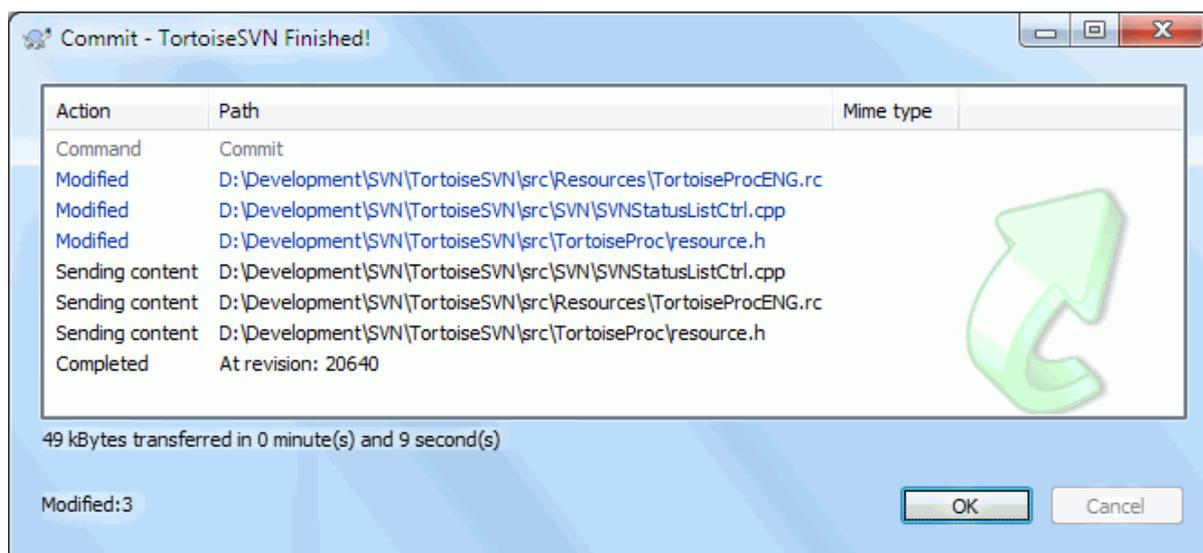 Commit - TortoiseSVN Finished!
Action Path Mime type
Command Commit
Modified D:\Development\SVN\TortoiseSVN\src\Resources\TortoiseProcENG.rc
Modified D:\Development\SVN\TortoiseSVN\src\SVN\SVNStatusListCtrl.cpp
Modified D:\Development\SVN\TortoiseSVN\src\TortoiseProc\resource.h
Sending content D:\Development\SVN\TortoiseSVN\src\SVN\SVNStatusListCtrl.cpp
Sending content D:\Development\SVN\TortoiseSVN\src\Resources\TortoiseProcENG.rc
Sending content D:\Development\SVN\TortoiseSVN\src\TortoiseProc\resource.h
Completed At revision: 20640
49 kBytes transferred in 0 minute(s) and 9 second(s)
Modified:3
OK Cancel